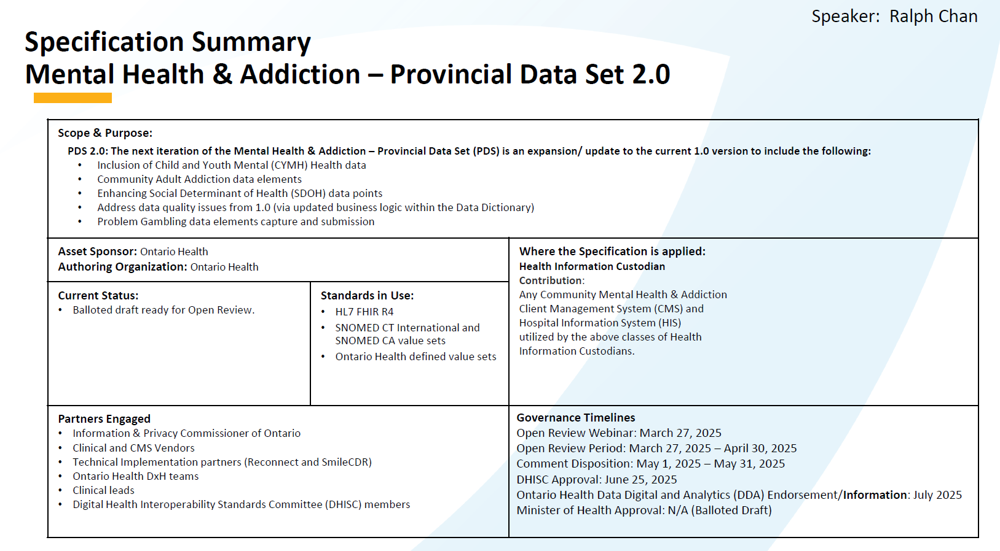 Speaker:  Ralph Chan
Specification Summary
Mental Health & Addiction – Provincial Data Set 2.0
Scope & Purpose:
PDS 2.0: The next iteration of the Mental Health & Addiction – Provincial Data Set (PDS) is an expansion/ update to the current 1.0 version to include the following:
• Inclusion of Child and Youth Mental (CYMH) Health data
• Community Adult Addiction data elements
• Enhancing Social Determinant of Health (SDOH) data points
• Address data quality issues from 1.0 (via updated business logic within the Data Dictionary)
• Problem Gambling data elements capture and submission
Asset Sponsor: Ontario Health
Authoring Organization: Ontario Health
Current Status:
• Balloted draft ready for Open Review.
Standards in Use:
• HL7 FHIR R4
• SNOMED CT International and
SNOMED CA value sets
• Ontario Health defined value sets
Where the Specification is applied:
Health Information Custodian
Contribution:
Any Community Mental Health & Addiction
Client Management System (CMS) and
Hospital Information System (HIS)
utilized by the above classes of Health
Information Custodians.
Partners Engaged
• Information & Privacy Commissioner of Ontario
• Clinical and CMS Vendors
• Technical Implementation partners (Reconnect and SmileCDR)
• Ontario Health DxH teams
• Clinical leads
• Digital Health Interoperability Standards Committee (DHISC) members
Governance Timelines
Open Review Webinar: March 27, 2025
Open Review Period: March 27, 2025 – April 30, 2025
Comment Disposition: May 1, 2025 – May 31, 2025
DHISC Approval: June 25, 2025
Ontario Health Data Digital and Analytics (DDA) Endorsement/Information: July 2025
Minister of Health Approval: N/A (Balloted Draft)